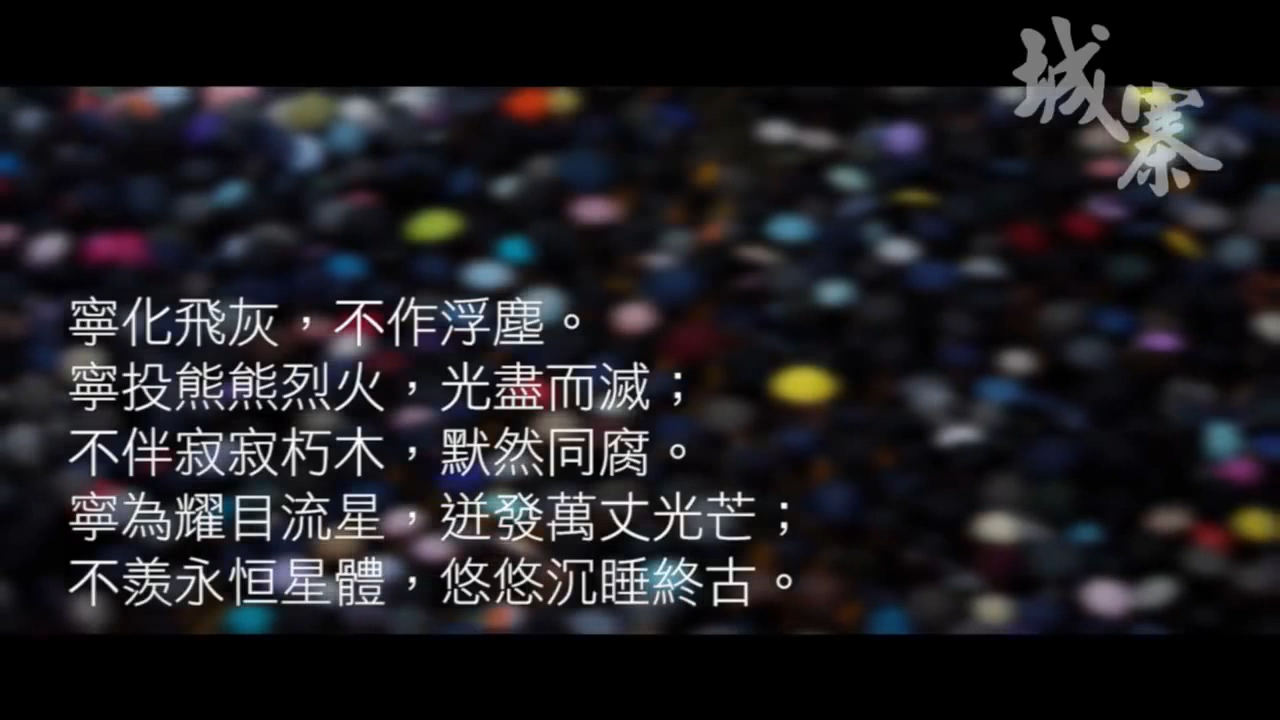 城寨
寧化飛灰，不作浮塵。
寧投熊熊烈火，光盡而滅；
不伴寂寂朽木，默然同腐。
寧為耀目流星，迸發萬丈光芒；
不羨永恒星體，悠悠沉睡終古。